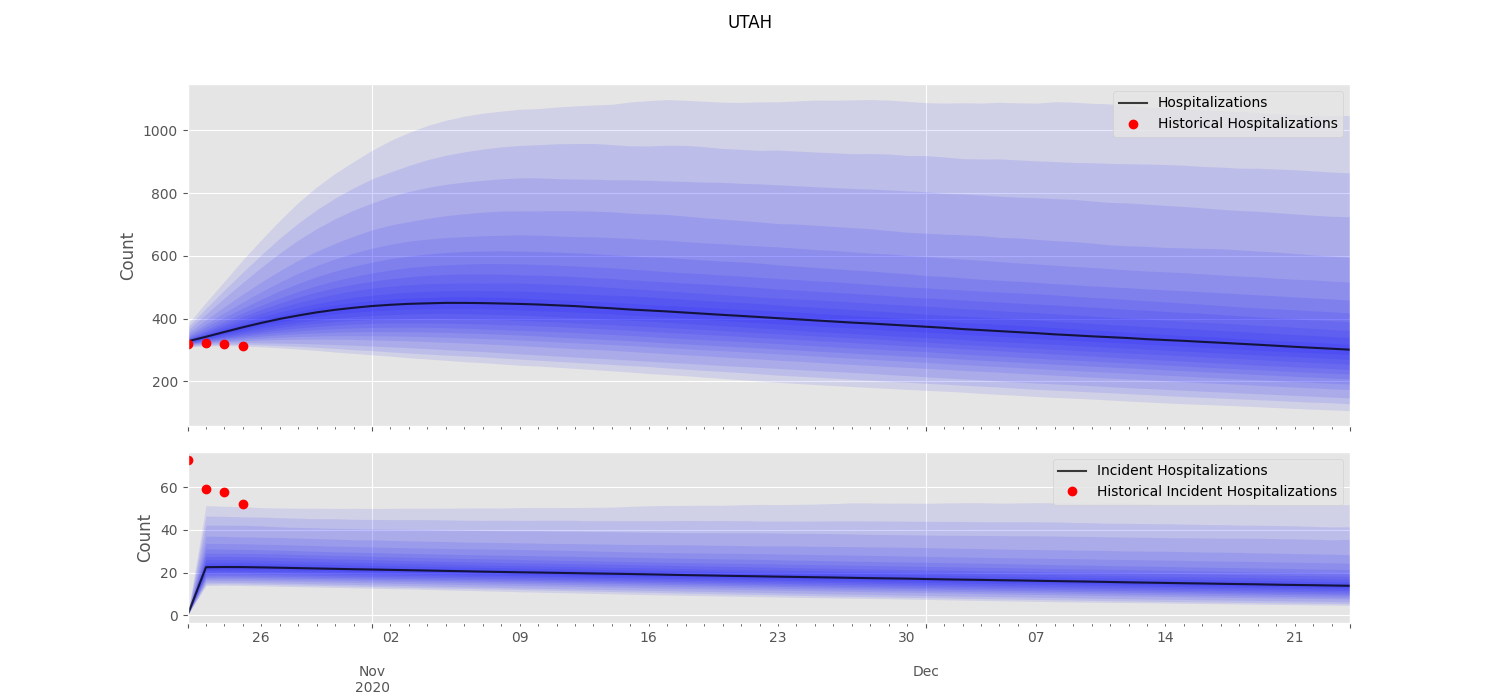 UTAH
Hospitalizations
Historical Hospitalizations
1000
800
600
400
200
Count
Incident Hospitalizations
Historical Incident Hospitalizations
60
40
20
0
Count
26 02 09 16 23 30 07 14 21
Nov Dec
2020